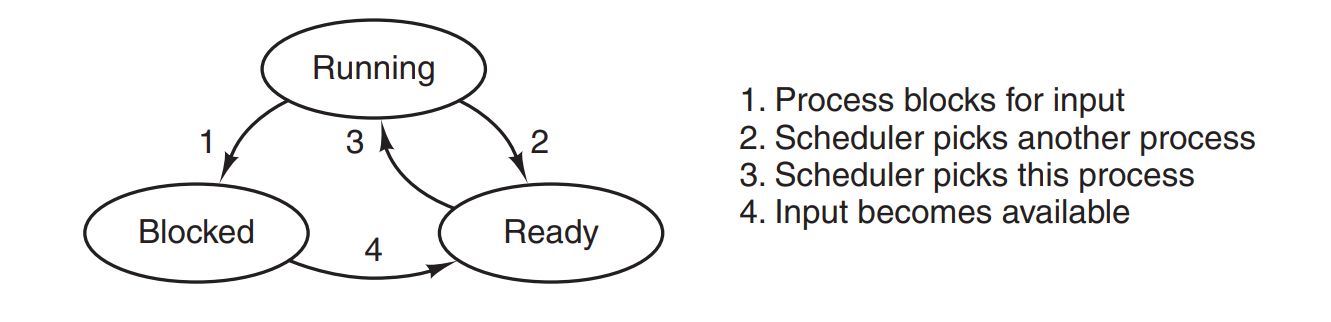 Running
1
3
2
Blocked
4
Ready
1. Process blocks for input
2. Scheduler picks another process
3. Scheduler picks this process
4. Input becomes available